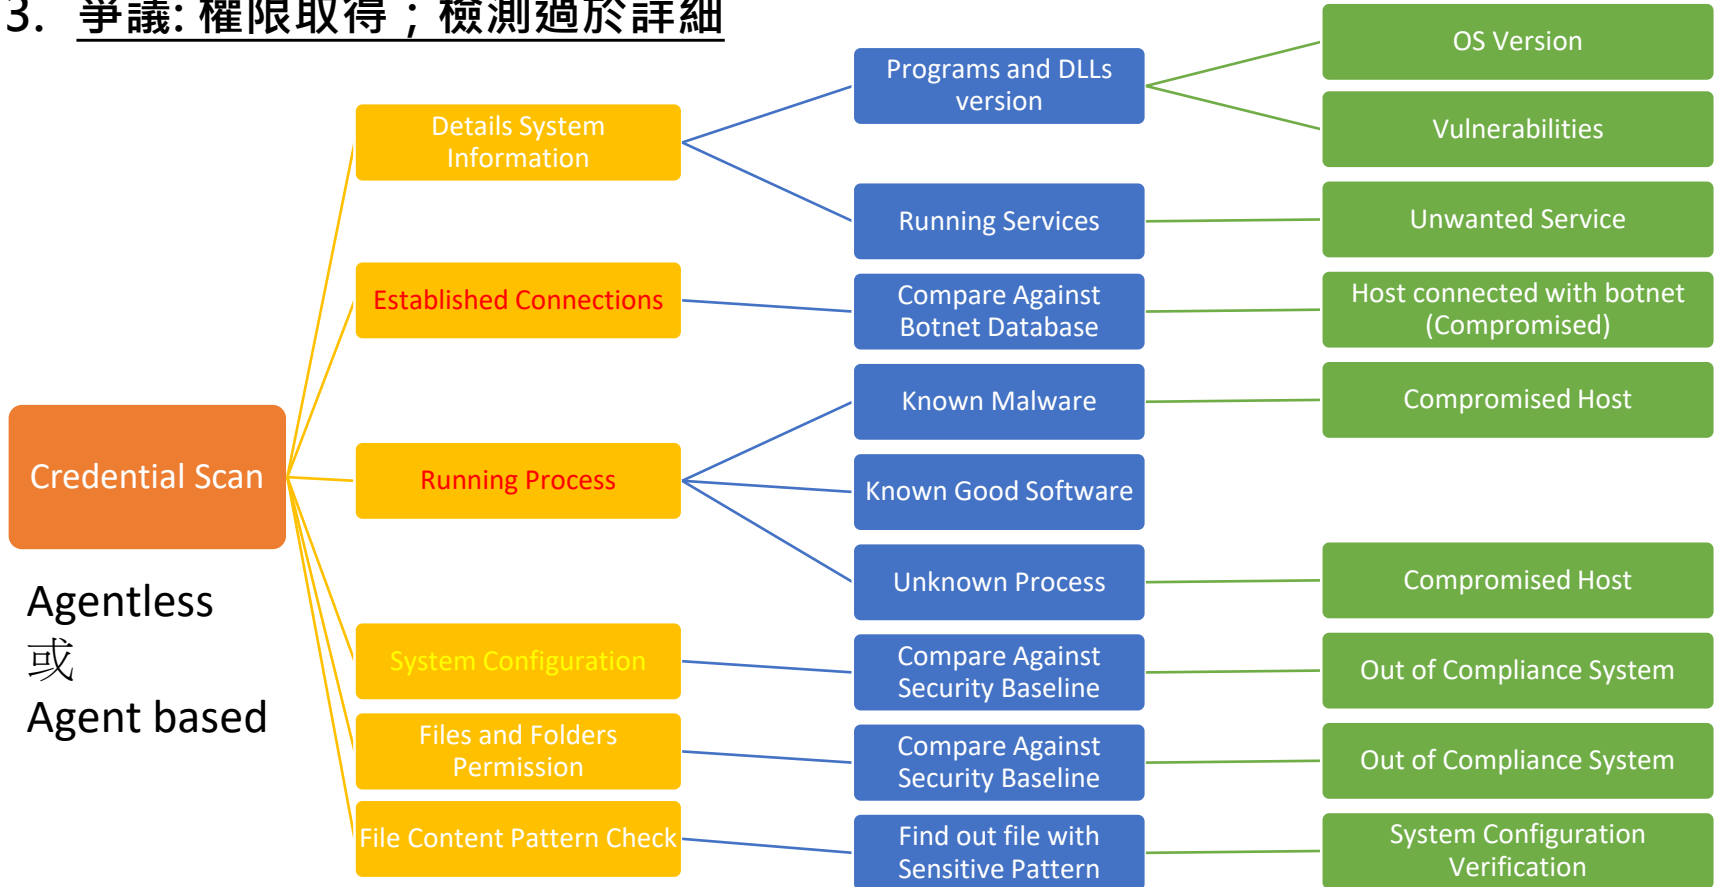 3. 爭議: 權限取得；檢測過於詳細
Credential Scan
Agentless
或
Agent based
Details System
Information
Established Connections
Running Process
System Configuration
Files and Folders
Permission
File Content Pattern Check
Programs and DLLs
version
Running Services
Compare Against
Botnet Database
Known Malware
Known Good Software
Unknown Process
Compare Against
Security Baseline
Compare Against
Security Baseline
Find out file with
Sensitive Pattern
OS Version
Vulnerabilities
Unwanted Service
Host connected with botnet
(Compromised)
Compromised Host
Compromised Host
Out of Compliance System
Out of Compliance System
System Configuration
Verification